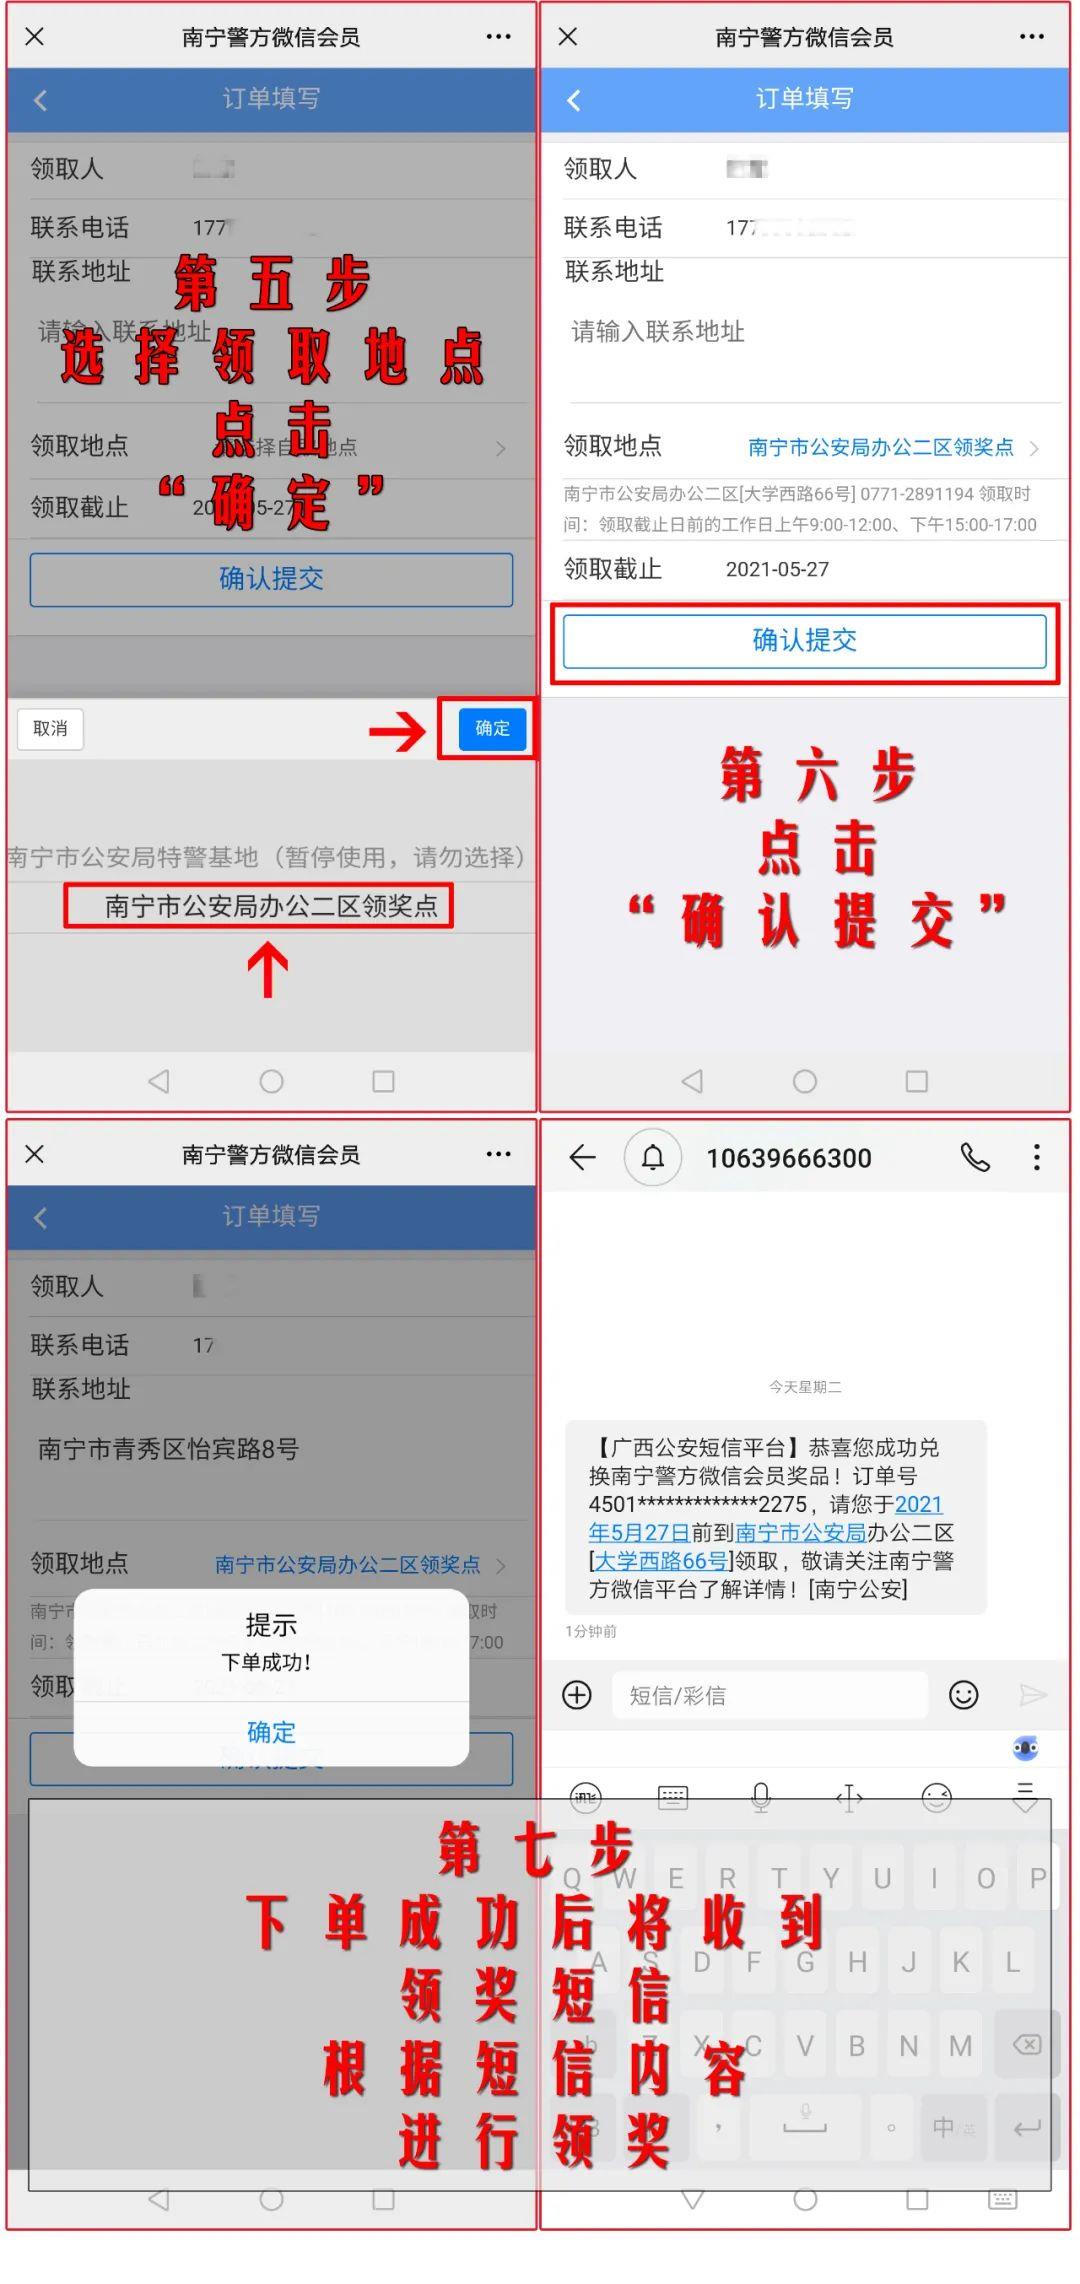 南宁警方微信会员
订单填写
领取人
联系电话
177
联系地址
请输入联系地址
第五步
选择领取地点
点击
“确定”
领取地点
领取截止
确认提交
取消
确定
南宁市公安局特警基地（暂停使用，请勿选择）
南宁市公安局办公二区领奖点
南宁警方微信会员
订单填写
领取人
联系电话
177
联系地址
请输入联系地址
领取地点
南宁市公安局办公二区领奖点
南宁市公安局办公二区[大学西路66号] 0771-2891194 领取时
间：领取截止日前的工作日上午9:00-12:00、下午15:00-17:00
领取截止
2021-05-27
确认提交
第六步
点击
“确认提交”
南宁警方微信会员
订单填写
领取人
联系电话
17
联系地址
南宁市青秀区怡宾路8号
领取地点
南宁市公安局办公二区领奖点
提示
下单成功！
确定
10639666300
今天星期二
【广西公安短信平台】恭喜您成功兑
换南宁警方微信会员奖品！订单号
4501*************2275，请您于2021
年5月27日前到南宁市公安局办公二区
[大学西路66号]领取，敬请关注南宁警
方微信平台了解详情！[南宁公安]
1分钟前
短信/彩信
第七步
下单成功后将收到
领奖短信
根据短信内容
进行领奖
Q W E R T Y U I O P
A S D F G H J K L
Z X C V B N M
， 。 中/英